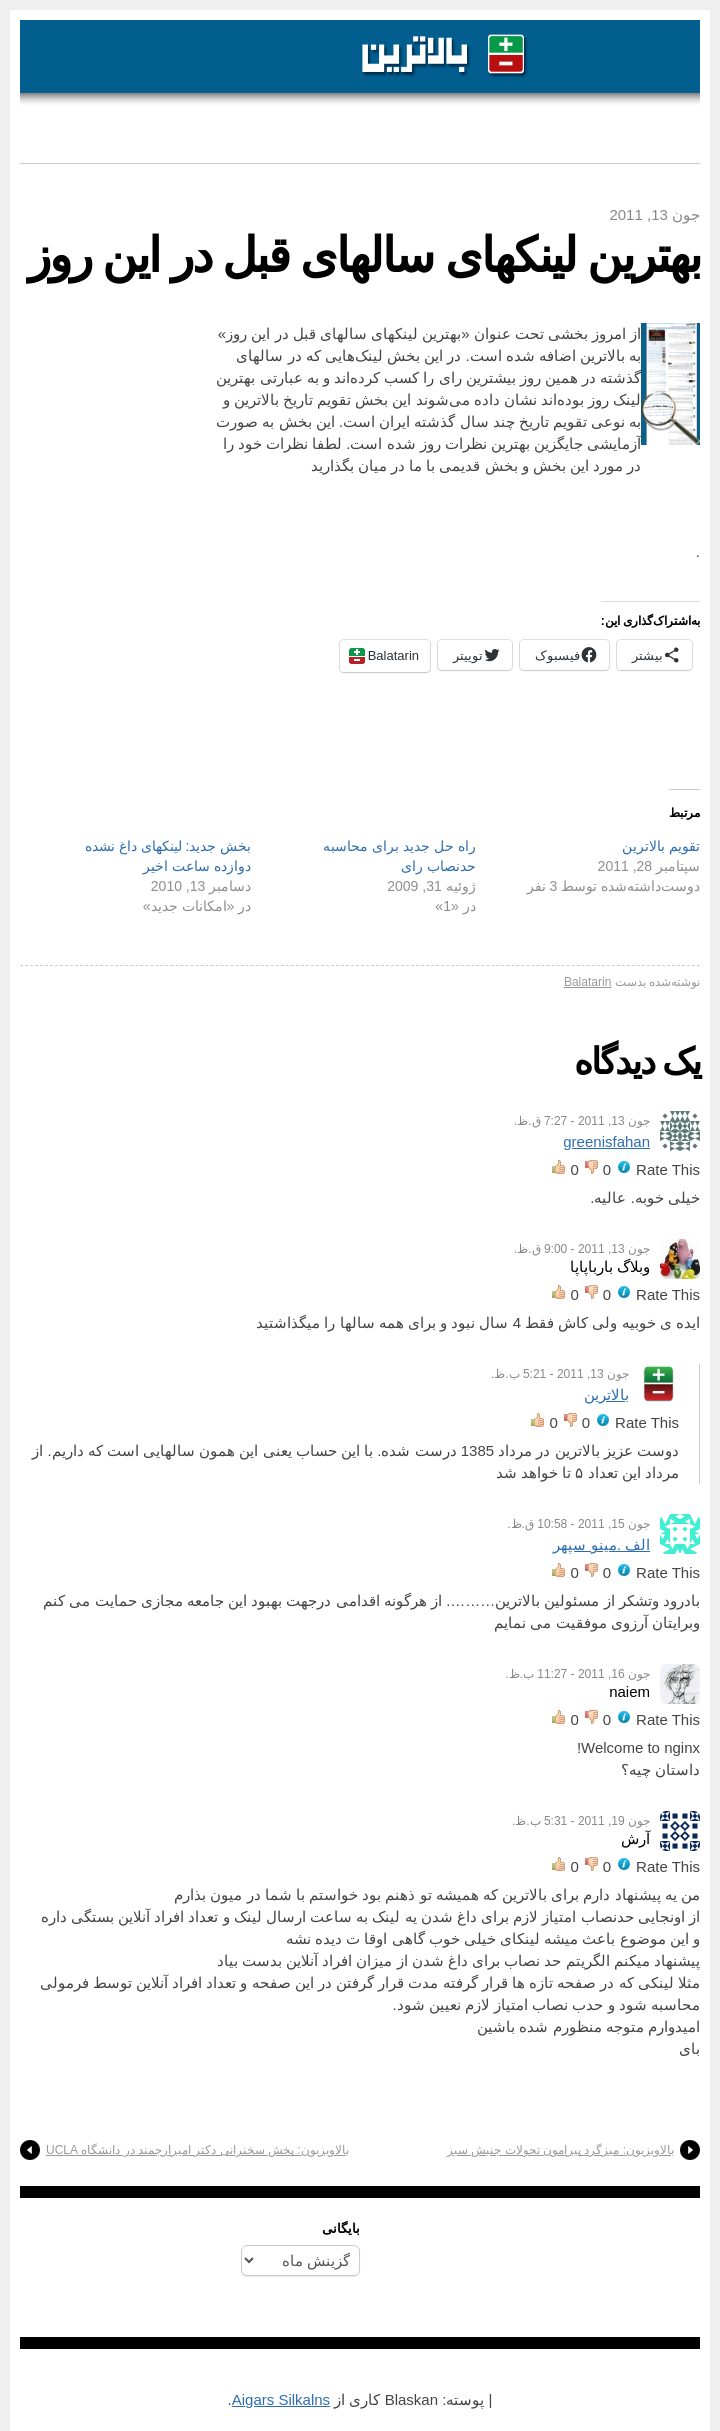 بالاترین
جون 13, 2011
بهترین لینکهای سالهای قبل در این روز
از امروز بخشی تحت عنوان «بهترین لینکهای سالهای قبل در این روز»
به بالاترین اضافه شده است. در این بخش لینک‌هایی که در سالهای
گذشته در همین روز بیشترین رای را کسب کرده‌اند و به عبارتی بهترین
لینک روز بوده‌اند نشان داده می‌شوند این بخش تقویم تاریخ بالاترین و
به نوعی تقویم تاریخ چند سال گذشته ایران است. این بخش به صورت
آزمایشی جایگزین بهترین نظرات روز شده است. لطفا نظرات خود را
در مورد این بخش و بخش قدیمی با ما در میان بگذارید
.
به‌اشتراک‌گذاری این:
بیشتر
فیسبوک
توییتر
Balatarin
مرتبط
تقویم بالاترین
سپتامبر 28, 2011
دوست‌داشته‌شده توسط 3 نفر
راه حل جدید برای محاسبه
حدنصاب رای
ژوئیه 31, 2009
در «1»
بخش جدید: لینکهای داغ نشده
دوازده ساعت اخیر
دسامبر 13, 2010
در «امکانات جدید»
نوشته‌شده بدست Balatarin
یک دیدگاه
جون 13, 2011 - 7:27 ق.ظ.
greenisfahan
0 0 Rate This
خیلی خوبه. عالیه.
جون 13, 2011 - 9:00 ق.ظ.
وبلاگ بارباپاپا
0 0 Rate This
ایده ی خوبیه ولی کاش فقط 4 سال نبود و برای همه سالها را میگذاشتید
جون 13, 2011 - 5:21 ب.ظ.
بالاترین
0 0 Rate This
دوست عزیز بالاترین در مرداد 1385 درست شده. با این حساب یعنی این همون سالهایی است که داریم. از
مرداد این تعداد ۵ تا خواهد شد
جون 15, 2011 - 10:58 ق.ظ.
الف .مینو سپهر
0 0 Rate This
بادرود وتشکر از مسئولین بالاترین………. از هرگونه اقدامی درجهت بهبود این جامعه مجازی حمایت می کنم
وبرایتان آرزوی موفقیت می نمایم
جون 16, 2011 - 11:27 ب.ظ.
naiem
0 0 Rate This
Welcome to nginx!
داستان چیه؟
جون 19, 2011 - 5:31 ب.ظ.
آرش
0 0 Rate This
من یه پیشنهاد دارم برای بالاترین که همیشه تو ذهنم بود خواستم با شما در میون بذارم
از اونجایی حدنصاب امتیاز لازم برای داغ شدن یه لینک به ساعت ارسال لینک و تعداد افراد آنلاین بستگی داره
و این موضوع باعث میشه لینکای خیلی خوب گاهی اوقا ت دیده نشه
پیشنهاد میکنم الگریتم حد نصاب برای داغ شدن از میزان افراد آنلاین بدست بیاد
مثلا لینکی که در صفحه تازه ها قرار گرفته مدت قرار گرفتن در این صفحه و تعداد افراد آنلاین توسط فرمولی
محاسبه شود و حدب نصاب امتیاز لازم نعیین شود.
امیدوارم متوجه منظورم شده باشین
بای
بالاویزیون: میزگرد پیرامون تحولات جنبش سبز
بالاویزیون: پخش سخنرانی دکتر امیرارجمند در دانشگاه UCLA
بایگانی
گزینش ماه
| پوسته: Blaskan کاری از Aigars Silkalns.